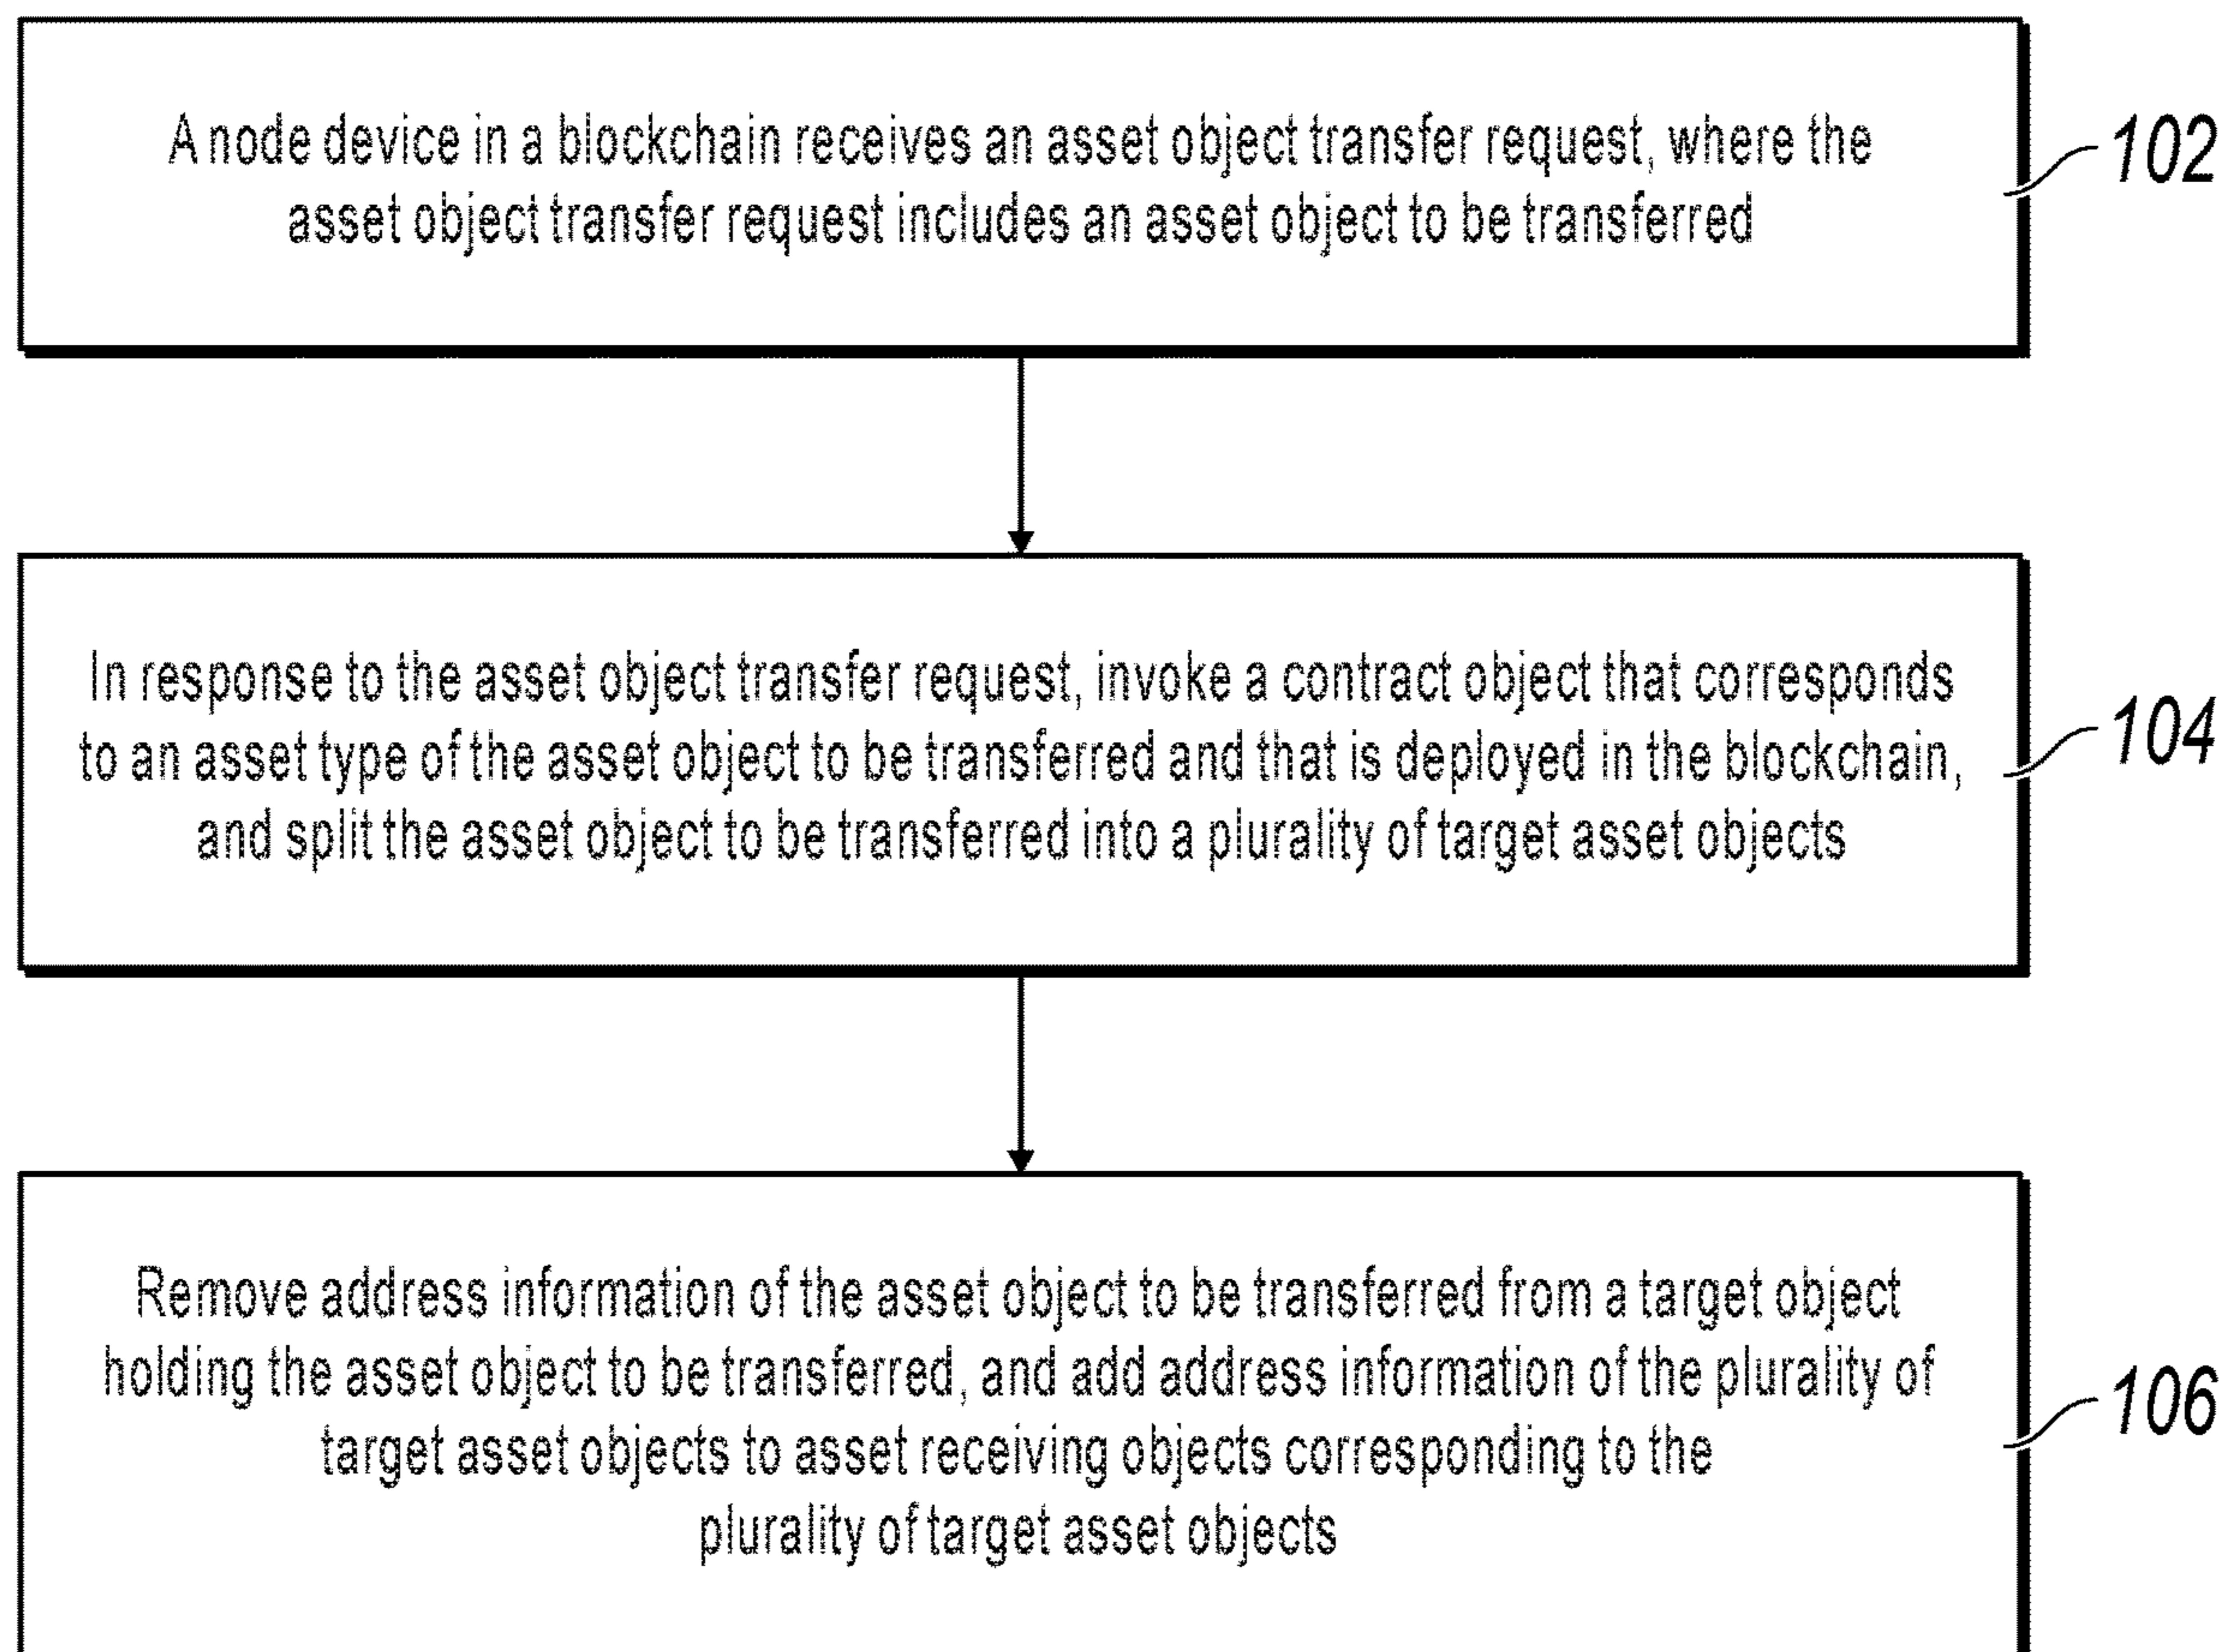 A node device in a blockchain receives an asset object transfer request, where the
asset object transfer request includes an asset object to be transferred
102
In response to the asset object transfer request, invoke a contract object that corresponds
to an asset type of the asset object to be transferred and that is deployed in the blockchain,
and split the asset object to be transferred into a plurality of target asset objects
104
Remove address information of the asset object to be transferred from a target object
holding the asset object to be transferred, and add address information of the plurality of
target asset objects to asset receiving objects corresponding to the
plurality of target asset objects
106